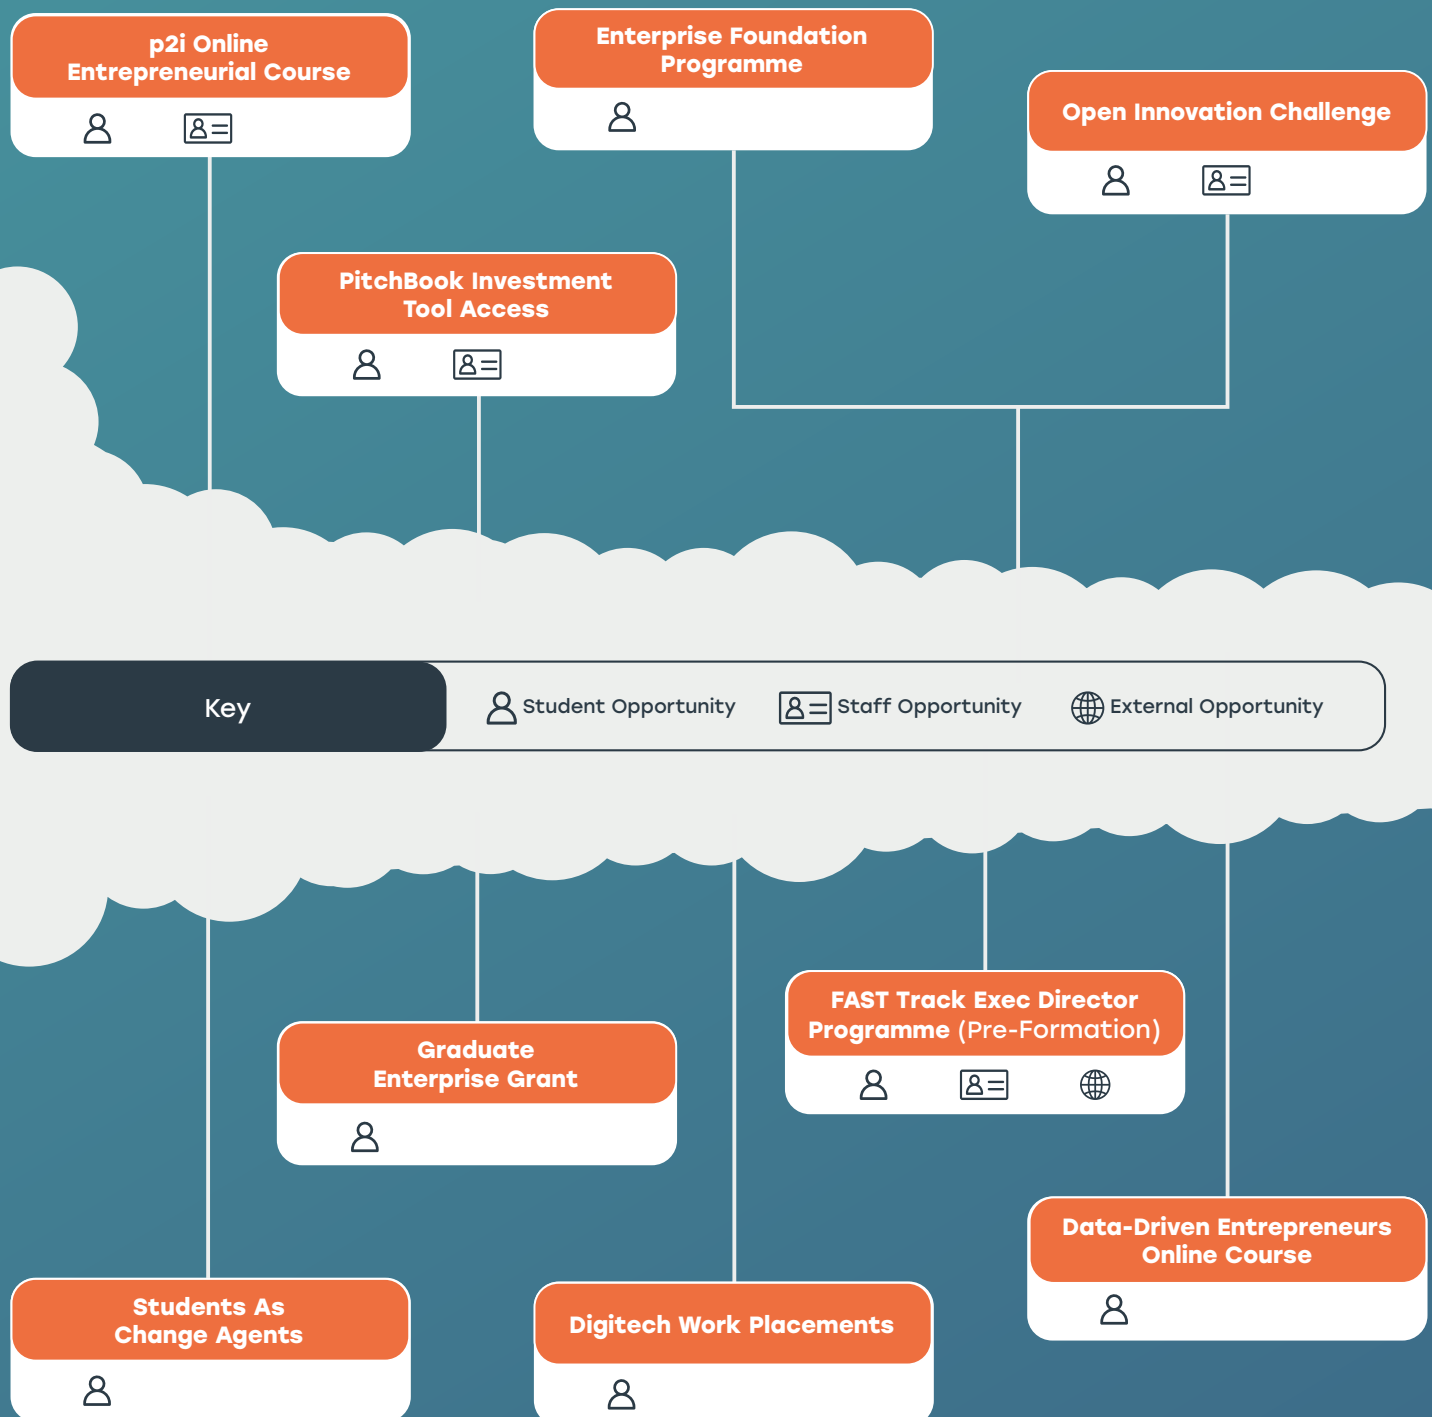 p2i Online
Entrepreneurial Course
Enterprise Foundation
Programme
Open Innovation Challenge
PitchBook Investment
Tool Access
Key
Student Opportunity
Staff Opportunity
External Opportunity
FAST Track Exec Director
Programme (Pre-Formation)
Graduate
Enterprise Grant
Data-Driven Entrepreneurs
Online Course
Students As
Change Agents
Digitech Work Placements